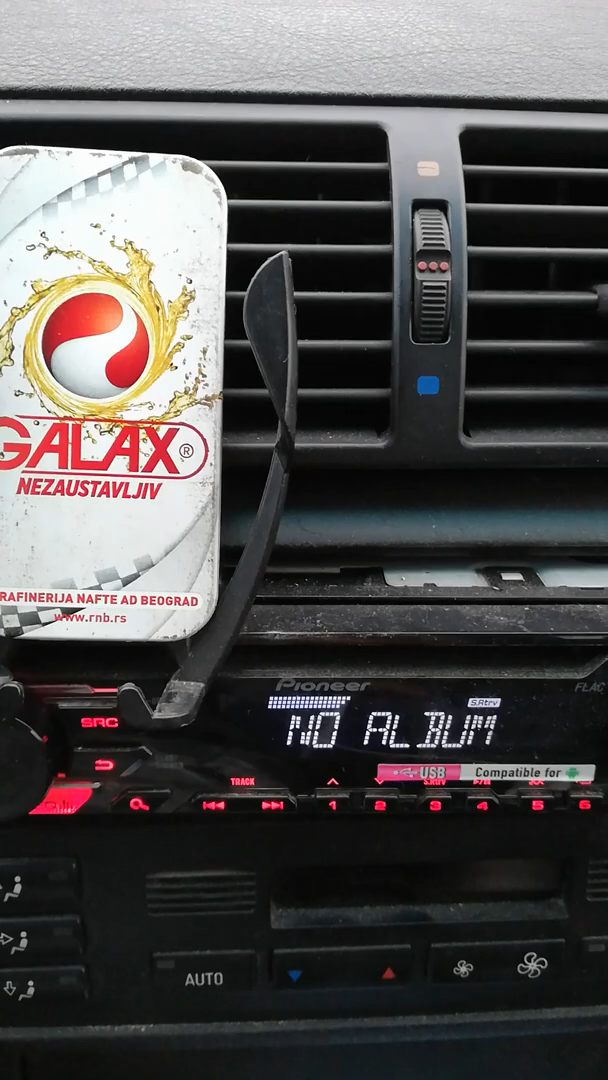 GALAX®
NEZAUSTAVLJIV
RAFINERIJA NAFTE AD BEOGRAD
www.rnb.rs
Pioneer
FLAC
S.Rtrv
NO ALBUM
SRC
USB Compatible for
TRACK S.Rtrv
1 2 3 4 5 6
AUTO